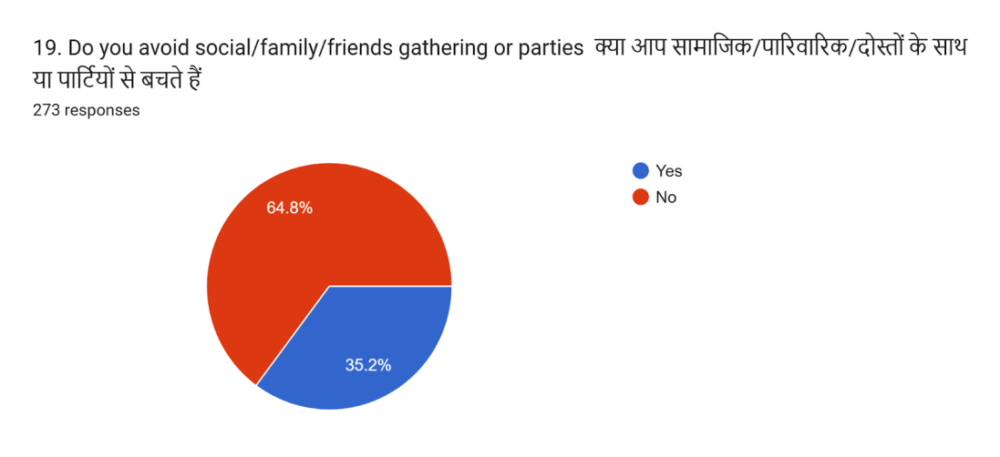 19. Do you avoid social/family/friends gathering or parties क्या आप सामाजिक/पारिवारिक/दोस्तों के साथ
या पार्टियों से बचते हैं
273 responses
Yes
No
64.8%
35.2%